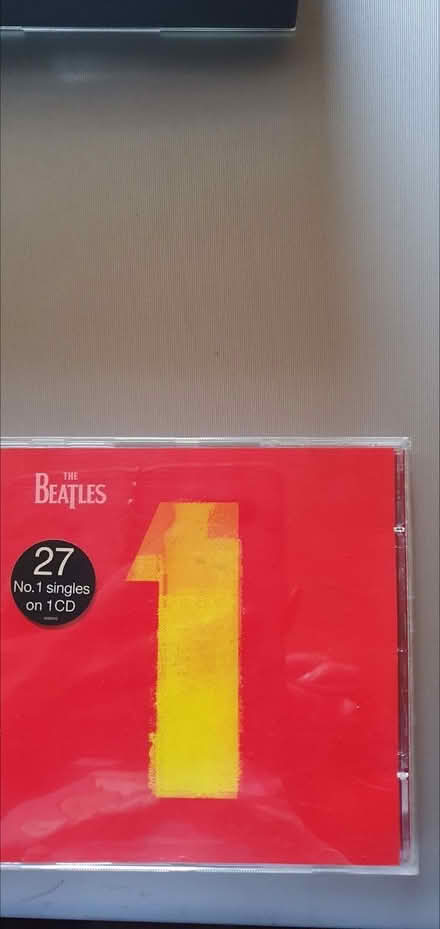 THE
BEATLES
27
No.1 singles
on 1CD
1